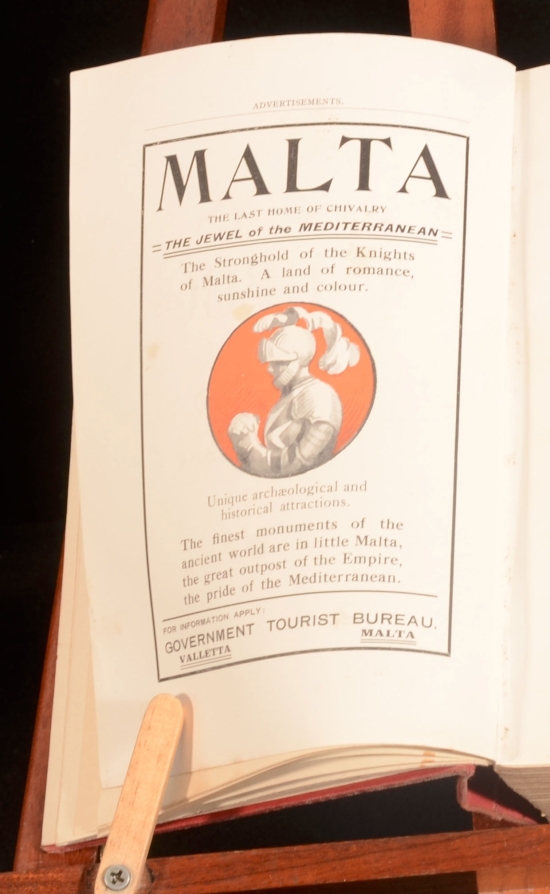 ADVERTISEMENTS.
MALTA
THE LAST HOME OF CHIVALRY
THE JEWEL of the MEDITERRANEAN
The Stronghold of the Knights
of Malta. A land of romance,
sunshine and colour.
Unique archæological and
historical attractions.
The finest monuments of the
ancient world are in little Malta,
the great outpost of the Empire,
the pride of the Mediterranean.
FOR INFORMATION APPLY:
GOVERNMENT TOURIST BUREAU,
VALLETTA MALTA